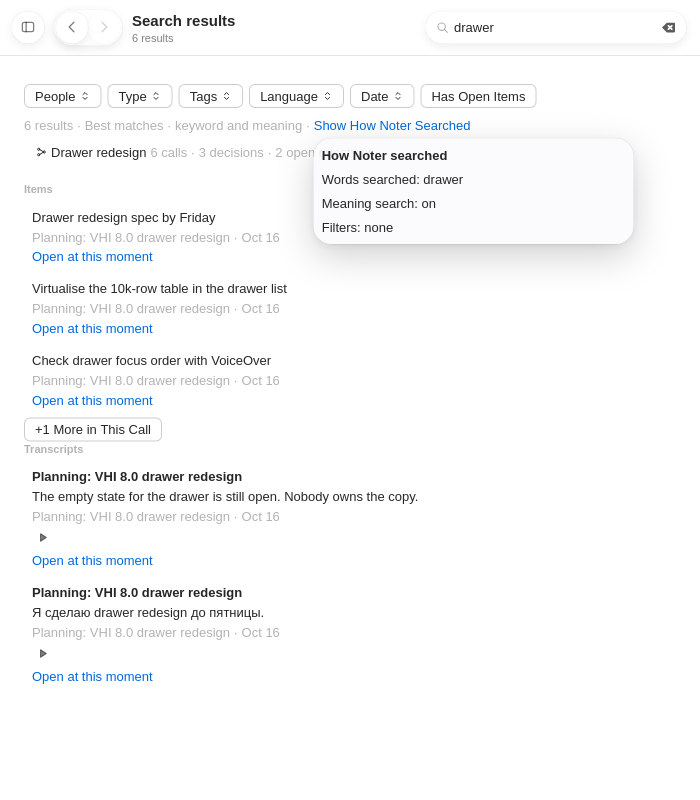 Search results
6 results
drawer
People
Type
Tags
Language
Date
Has Open Items
6 results · Best matches · keyword and meaning · Show How Noter Searched
Drawer redesign 6 calls · 3 decisions · 2 open
How Noter searched
Words searched: drawer
Meaning search: on
Filters: none
Items
Drawer redesign spec by Friday
Planning: VHI 8.0 drawer redesign · Oct 16
Open at this moment
Virtualise the 10k-row table in the drawer list
Planning: VHI 8.0 drawer redesign · Oct 16
Open at this moment
Check drawer focus order with VoiceOver
Planning: VHI 8.0 drawer redesign · Oct 16
Open at this moment
+1 More in This Call
Transcripts
Planning: VHI 8.0 drawer redesign
The empty state for the drawer is still open. Nobody owns the copy.
Planning: VHI 8.0 drawer redesign · Oct 16
Open at this moment
Planning: VHI 8.0 drawer redesign
Я сделаю drawer redesign до пятницы.
Planning: VHI 8.0 drawer redesign · Oct 16
Open at this moment